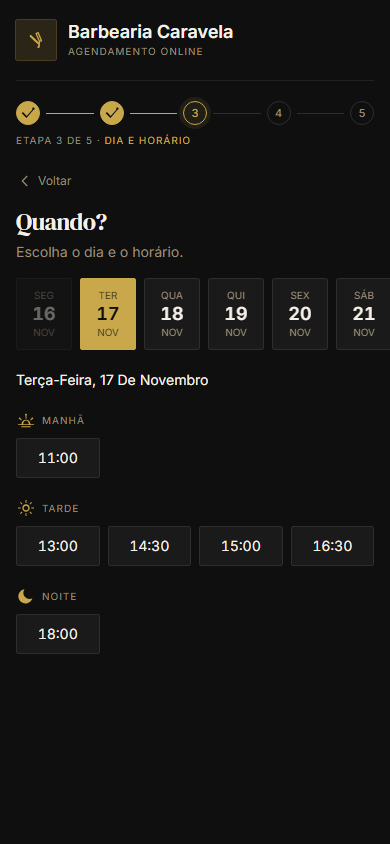 Barbearia Caravela
AGENDAMENTO ONLINE
3
4
5
ETAPA 3 DE 5 · DIA E HORÁRIO
Voltar
Quando?
Escolha o dia e o horário.
SEG TER QUA QUI SEX SÁB
16 17 18 19 20 21
NOV NOV NOV NOV NOV NOV
Terça-Feira, 17 De Novembro
MANHÃ
11:00
TARDE
13:00 14:30 15:00 16:30
NOITE
18:00